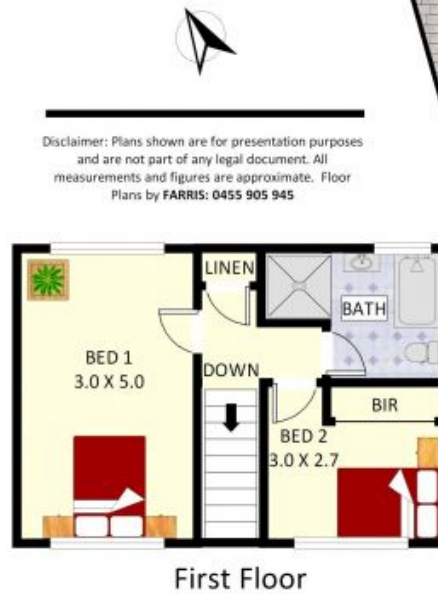 Disclaimer: Plans shown are for presentation purposes
and are not part of any legal document. All
measurements and figures are approximate. Floor
Plans by FARRIS: 0455 905 945
LINEN
BATH
BED 1
3.0 X 5.0
DOWN
BIR
BED 2
3.0 X 2.7
First Floor